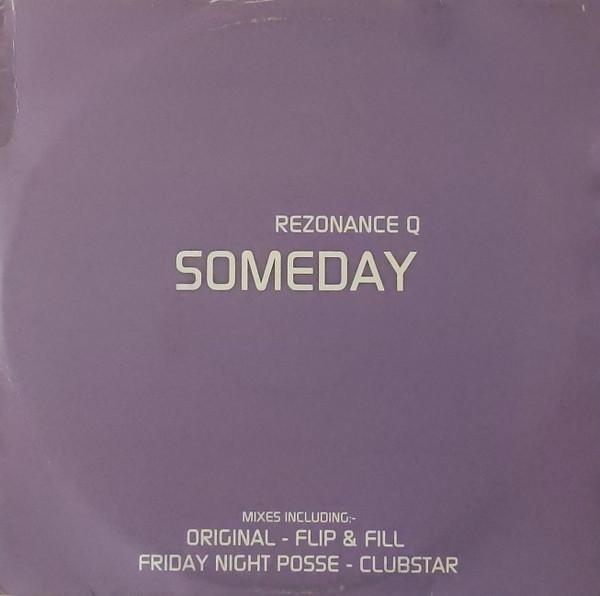 REZONANCE Q
SOMEDAY
MIXES INCLUDING:-
ORIGINAL - FLIP & FILL
FRIDAY NIGHT POSSE - CLUBSTAR